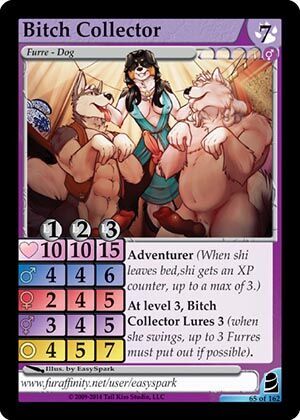 Bitch Collector
7
Furre - Dog
1 2 3
10 10 15
4 4 6
2 4 5
3 4 5
4 5 7
Adventurer (When shi
leaves bed,shi gets an XP
counter, up to a max of 3.)
At level 3, Bitch
Collector Lures 3 (when
she swings, up to 3 Furres
must put out if possible).
Illus. by EasySpark
www.furaffinity.net/user/easyspark
© 2009-2014 Tall Kiss Studio, LLC
65 of 162